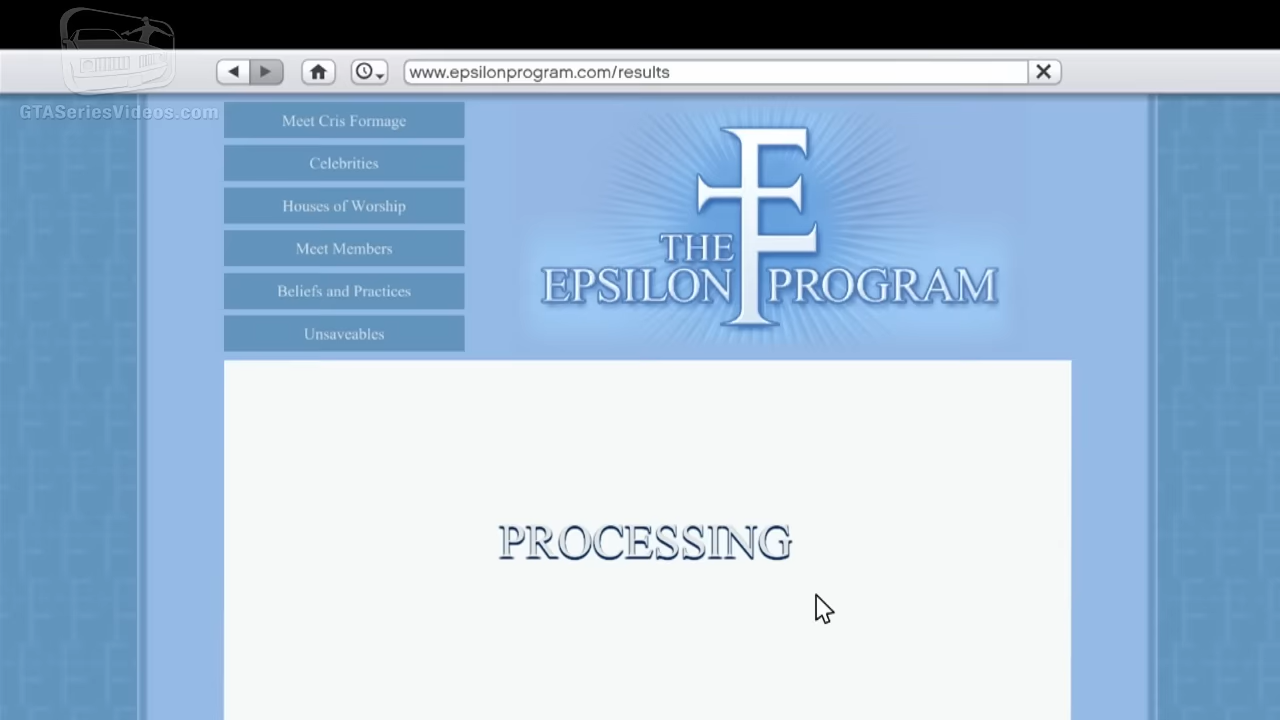 www.epsilonprogram.com/results
GTASeriesVideos.com
Meet Cris Formage
Celebrities
Houses of Worship
Meet Members
Beliefs and Practices
Unsaveables
THE
EPSILON PROGRAM
PROCESSING